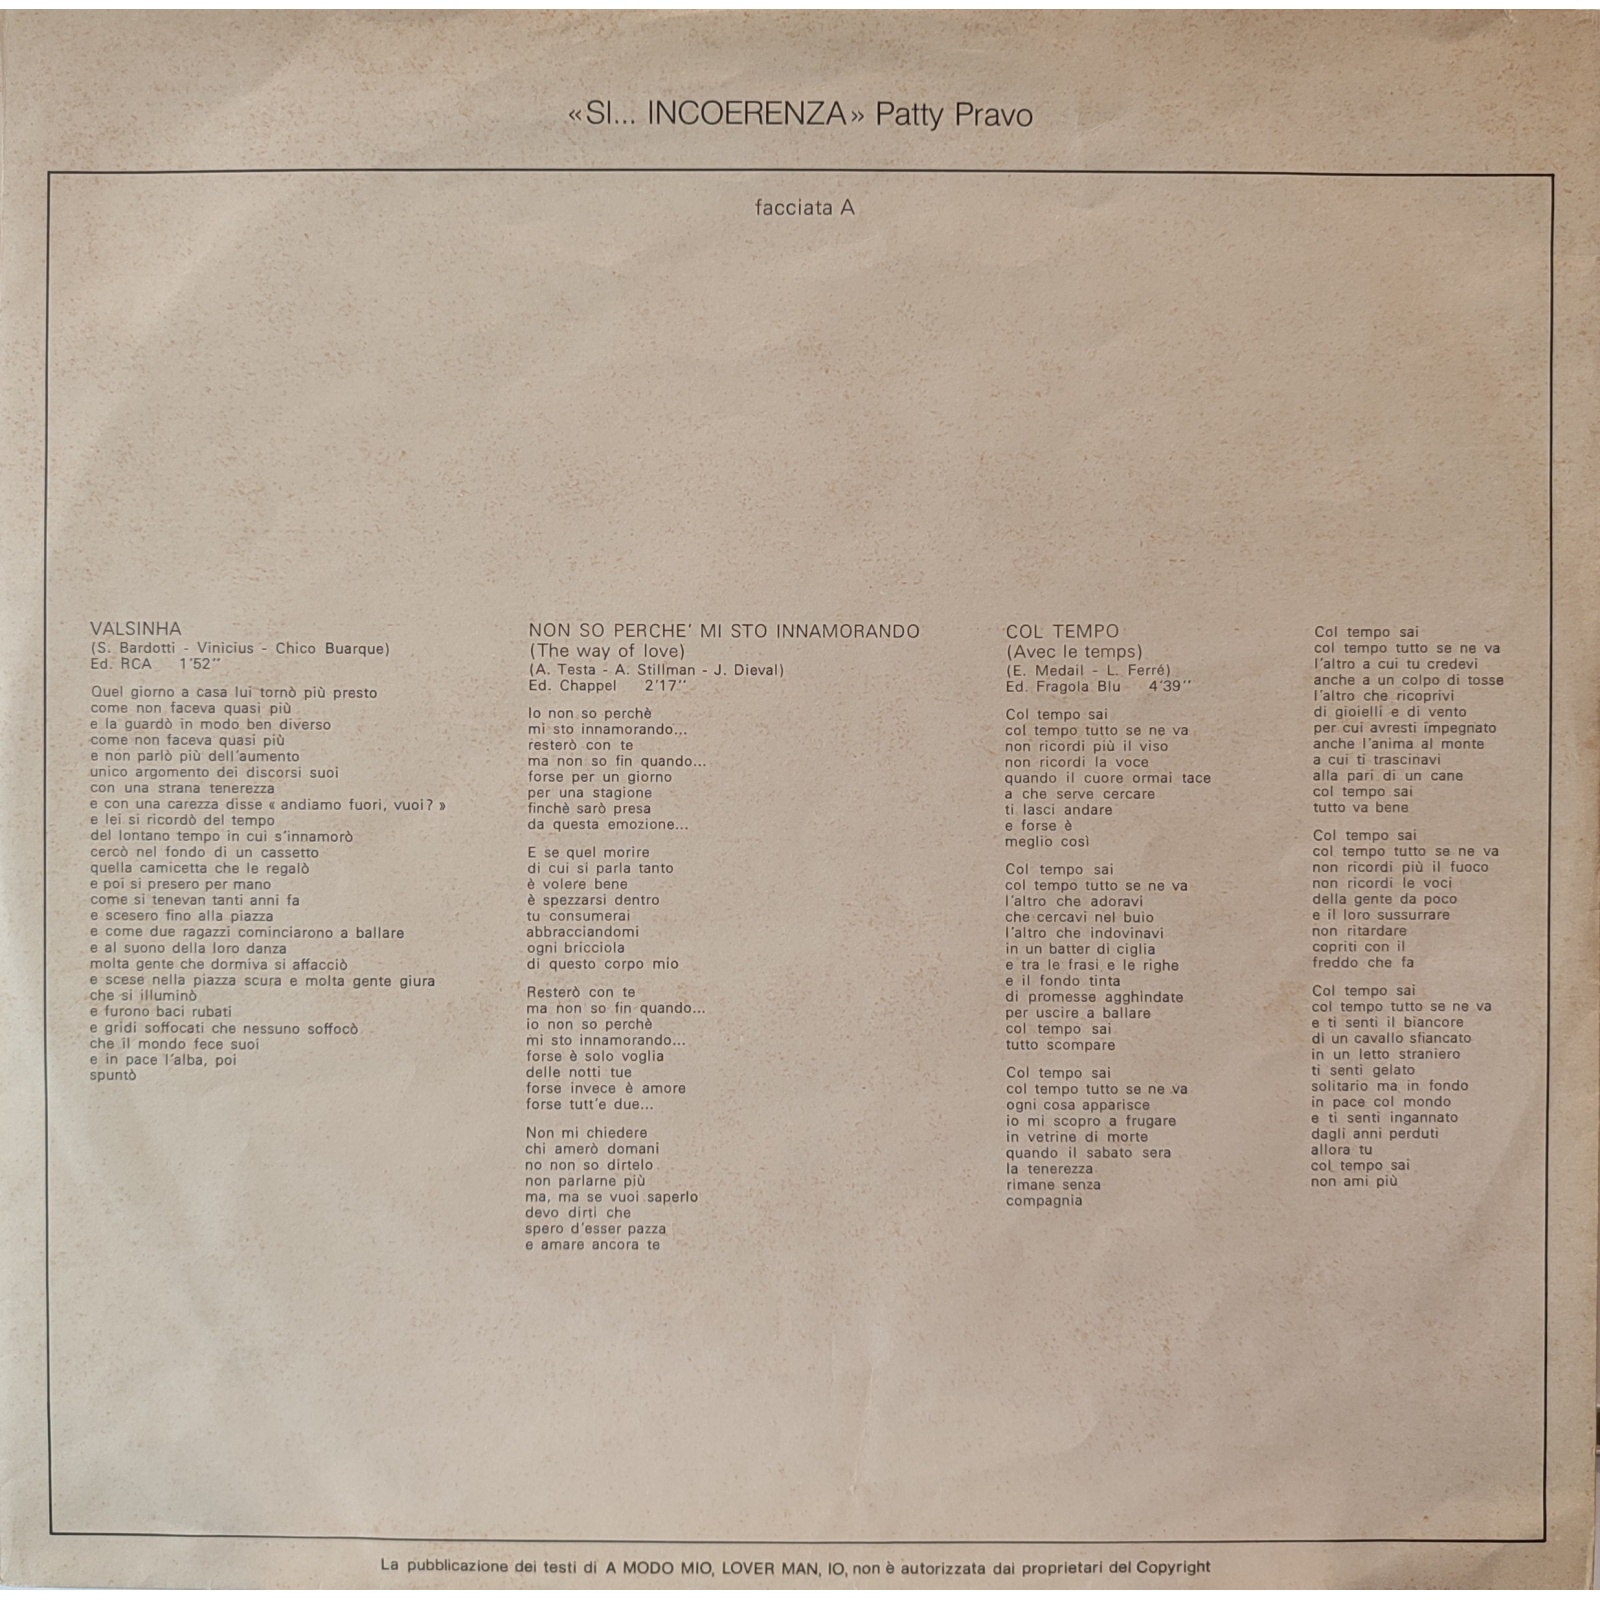 «SI... INCOERENZA» Patty Pravo
facciata A
VALSINHA
(S. Bardotti - Vinicius - Chico Buarque)
Ed. RCA 1'52''
Quel giorno a casa lui tornò più presto
come non faceva quasi più
e la guardò in modo ben diverso
come non faceva quasi più
e non parlò più dell'aumento
unico argomento dei discorsi suoi
con una strana tenerezza
e con una carezza disse « andiamo fuori, vuoi? »
e lei si ricordò del tempo
del lontano tempo in cui s'innamorò
cercò nel fondo di un cassetto
quella camicetta che le regalò
e poi si presero per mano
come si tenevan tanti anni fa
e scesero fino alla piazza
e come due ragazzi cominciarono a ballare
e al suono della loro danza
molta gente che dormiva si affacciò
e scese nella piazza scura e molta gente giura
che si illuminò
e furono baci rubati
e gridi soffocati che nessuno soffocò
che il mondo fece suoi
e in pace l'alba, poi
spuntò
NON SO PERCHE' MI STO INNAMORANDO
(The way of love)
(A. Testa - A. Stillman - J. Dieval)
Ed. Chappel 2'17''
Io non so perchè
mi sto innamorando...
resterò con te
ma non so fin quando...
forse per un giorno
per una stagione
finchè sarò presa
da questa emozione...
E se quel morire
di cui si parla tanto
è volere bene
è spezzarsi dentro
tu consumerai
abbracciandomi
ogni bricciola
di questo corpo mio
Resterò con te
ma non so fin quando...
io non so perchè
mi sto innamorando...
forse è solo voglia
delle notti tue
forse invece è amore
forse tutt'e due...
Non mi chiedere
chi amerò domani
no non so dirtelo
non parlarne più
ma, ma se vuoi saperlo
devo dirti che
spero d'esser pazza
e amare ancora te
COL TEMPO
(Avec le temps)
(E. Medail - L. Ferré)
Ed. Fragola Blu 4'39''
Col tempo sai
col tempo tutto se ne va
non ricordi più il viso
non ricordi la voce
quando il cuore ormai tace
a che serve cercare
ti lasci andare
e forse è
meglio così
Col tempo sai
col tempo tutto se ne va
l'altro che adoravi
che cercavi nel buio
l'altro che indovinavi
in un batter di ciglia
e tra le frasi e le righe
e il fondo tinta
di promesse agghindate
per uscire a ballare
col tempo sai
tutto scompare
Col tempo sai
col tempo tutto se ne va
ogni cosa apparisce
io mi scopro a frugare
in vetrine di morte
quando il sabato sera
la tenerezza
rimane senza
compagnia
Col tempo sai
col tempo tutto se ne va
l'altro a cui tu credevi
anche a un colpo di tosse
l'altro che ricoprivi
di gioielli e di vento
per cui avresti impegnato
anche l'anima al monte
a cui ti trascinavi
alla pari di un cane
col tempo sai
tutto va bene
Col tempo sai
col tempo tutto se ne va
non ricordi più il fuoco
non ricordi le voci
della gente da poco
e il loro sussurrare
non ritardare
copriti con il
freddo che fa
Col tempo sai
col tempo tutto se ne va
e ti senti il biancore
di un cavallo sfiancato
in un letto straniero
ti senti gelato
solitario ma in fondo
in pace col mondo
e ti senti ingannato
dagli anni perduti
allora tu
col tempo sai
non ami più
La pubblicazione dei testi di A MODO MIO, LOVER MAN, IO, non è autorizzata dai proprietari del Copyright